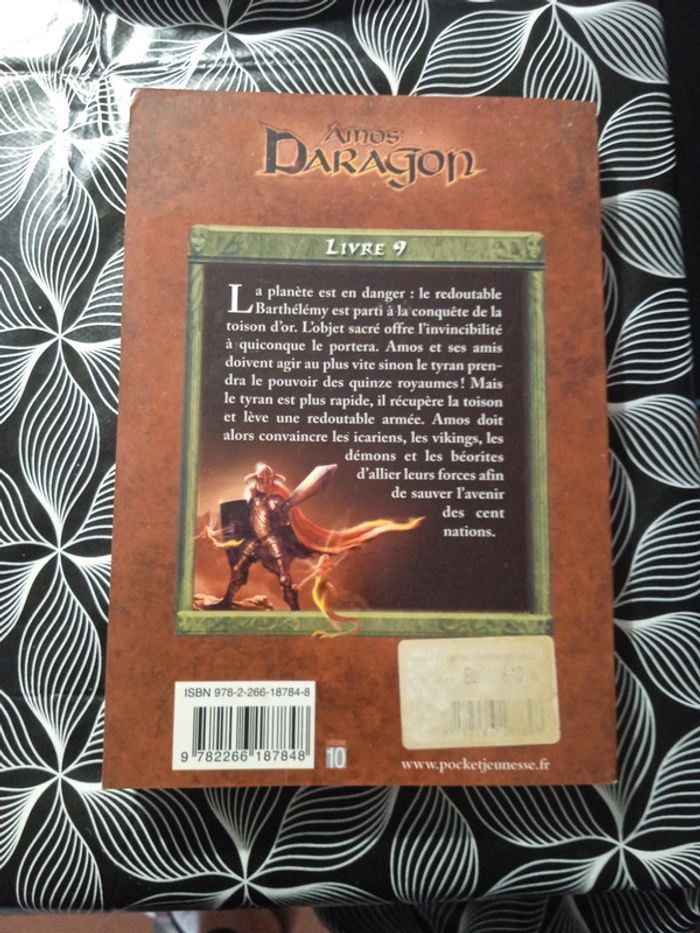 Amos
Daragon
Livre 9
La planète est en danger : le redoutable
Barthélémy est parti à la conquête de la
toison d'or. L'objet sacré offre l'invincibilité
à quiconque le portera. Amos et ses amis
doivent agir au plus vite sinon le tyran pren-
dra le pouvoir des quinze royaumes ! Mais
le tyran est plus rapide, il récupère la toison
et lève une redoutable armée. Amos doit
alors convaincre les icariens, les vikings, les
démons et les béorites
d'allier leurs forces afin
de sauver l'avenir
des cent
nations.
ISBN 978-2-266-18784-8
9 782266 187848
10
Eur
www.pocketjeunesse.fr